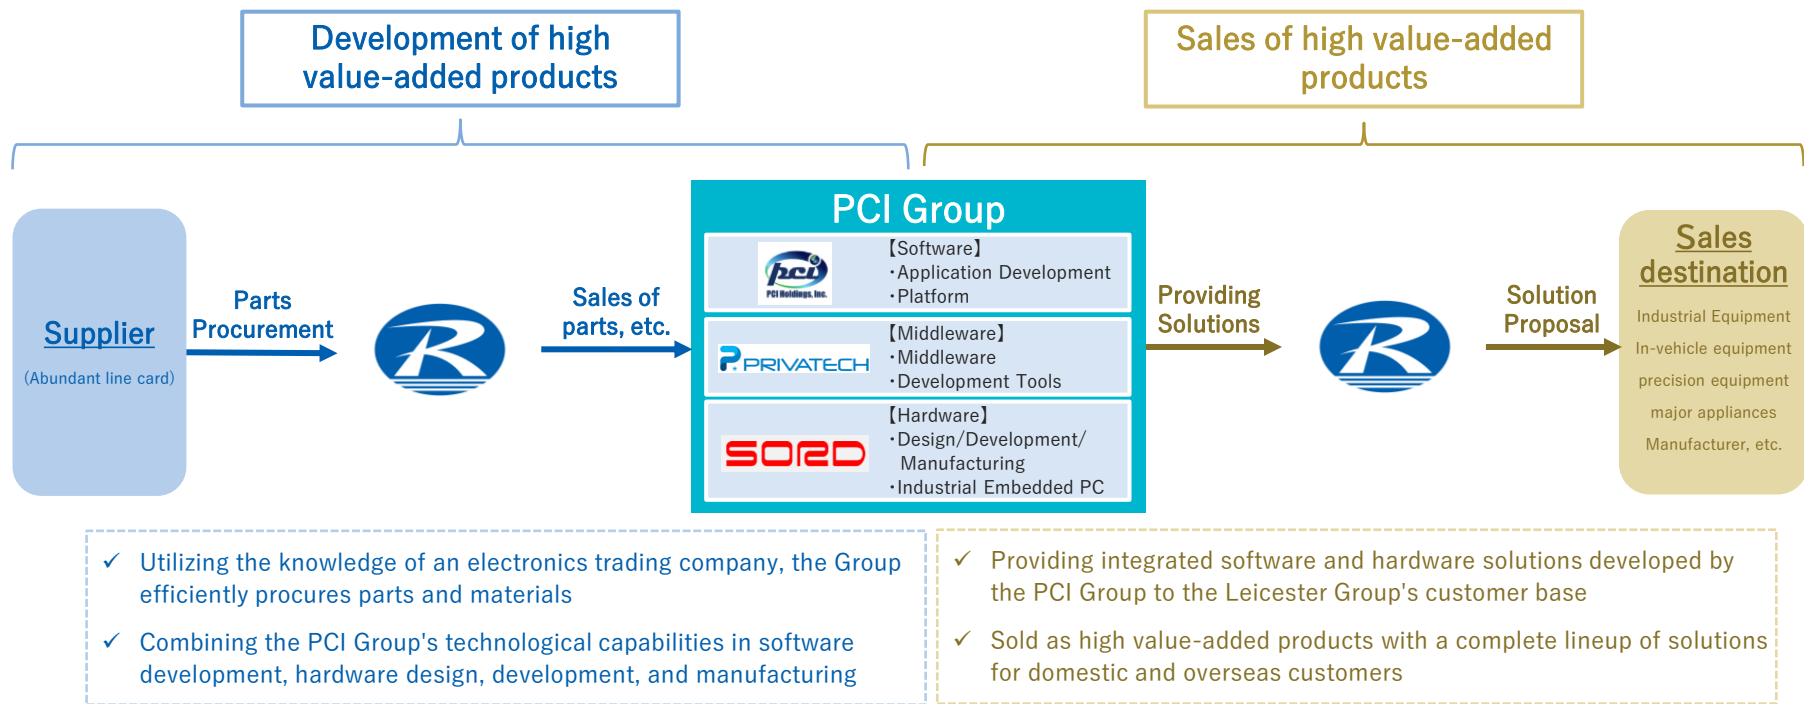 Development of high
value-added products
Sales of high value-added
products
Supplier
(Abundant line card)
Parts
Procurement
R
Sales of
parts, etc.
PCI Group
pci
PCI Holdings, Inc.
【Software】
・Application Development
・Platform
PRIVATECH
【Middleware】
・Middleware
・Development Tools
SORD
【Hardware】
・Design/Development/
Manufacturing
・Industrial Embedded PC
Providing
Solutions
R
Solution
Proposal
Sales
destination
Industrial Equipment
In-vehicle equipment
precision equipment
major appliances
Manufacturer, etc.
✓ Utilizing the knowledge of an electronics trading company, the Group
efficiently procures parts and materials
✓ Combining the PCI Group's technological capabilities in software
development, hardware design, development, and manufacturing
✓ Providing integrated software and hardware solutions developed by
the PCI Group to the Leicester Group's customer base
✓ Sold as high value-added products with a complete lineup of solutions
for domestic and overseas customers